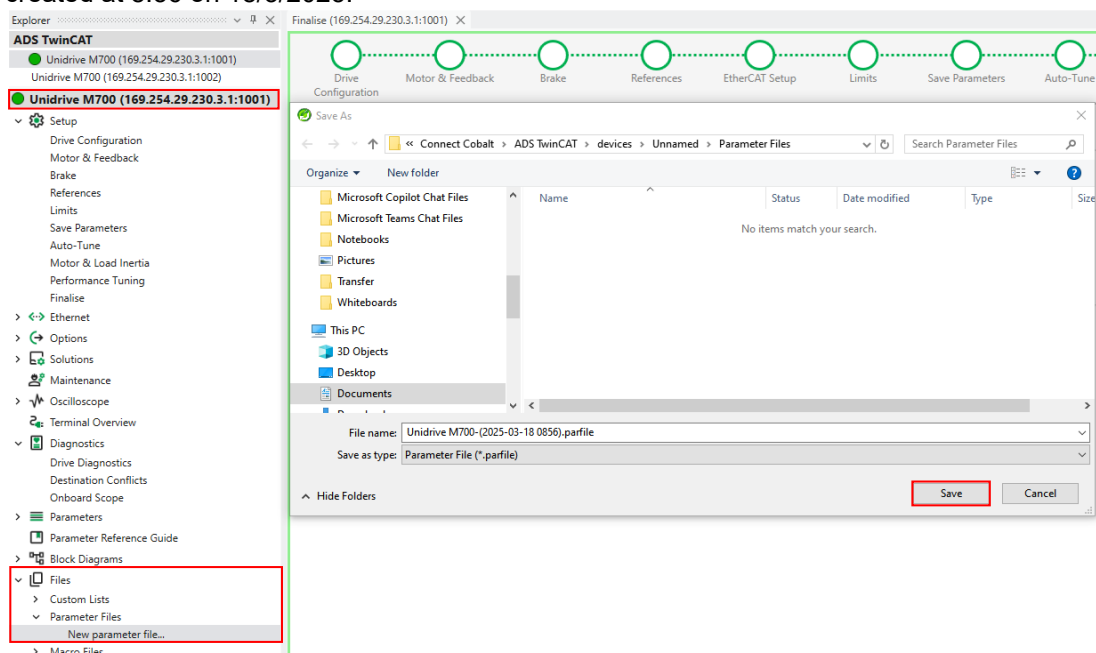 Explorer
Finalise (169.254.29.230.3.1:1001)
ADS TwinCAT
Unidrive M700 (169.254.29.230.3.1:1001)
Unidrive M700 (169.254.29.230.3.1:1002)
Unidrive M700 (169.254.29.230.3.1:1001)
Setup
Drive Configuration
Motor & Feedback
Brake
References
Limits
Save Parameters
Auto-Tune
Motor & Load Inertia
Performance Tuning
Finalise
Ethernet
Options
Solutions
Maintenance
Oscilloscope
Terminal Overview
Diagnostics
Drive Diagnostics
Destination Conflicts
Onboard Scope
Parameters
Parameter Reference Guide
Block Diagrams
Files
Custom Lists
Parameter Files
New parameter file...
Macro Files
Drive
Configuration
Motor & Feedback
Brake
References
EtherCAT Setup
Limits
Save Parameters
Auto-Tune
Save As
« Connect Cobalt > ADS TwinCAT > devices > Unnamed > Parameter Files
Search Parameter Files
Organize
New folder
Microsoft Copilot Chat Files
Microsoft Teams Chat Files
Notebooks
Pictures
Transfer
Whiteboards
This PC
3D Objects
Desktop
Documents
Name
Status
Date modified
Type
Size
No items match your search.
File name: Unidrive M700-(2025-03-18 0856).parfile
Save as type: Parameter File (*.parfile)
Hide Folders
Save
Cancel